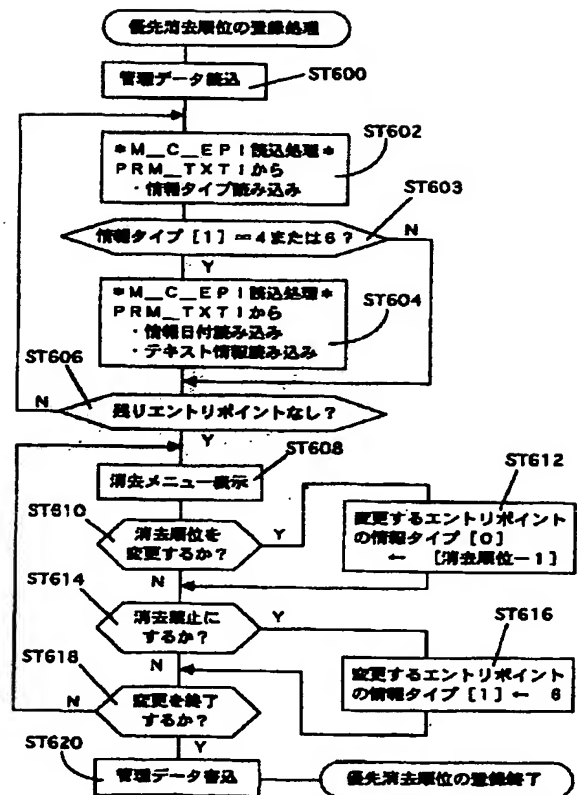 優先消去順位の登録処理
管理データ読込
ST600
*M__C__EPI読込処理*
PRM__TXTIから
・情報タイプ読み込み
ST602
情報タイプ[1]=4または6?
ST603
N
Y
*M__C__EPI読込処理*
PRM__TXTIから
・情報日付読み込み
・テキスト情報読み込み
ST604
ST606
残りエントリポイントなし?
N
Y
消去メニュー表示
ST608
ST610
消去順位を
変更するか?
Y
N
ST612
変更するエントリポイント
の情報タイプ[0]
← [消去順位-1]
ST614
消去禁止に
するか?
Y
N
ST616
変更するエントリポイント
の情報タイプ[1]← 6
ST618
変更を終了
するか?
N
Y
ST620
管理データ書込
優先消去順位の登録終了